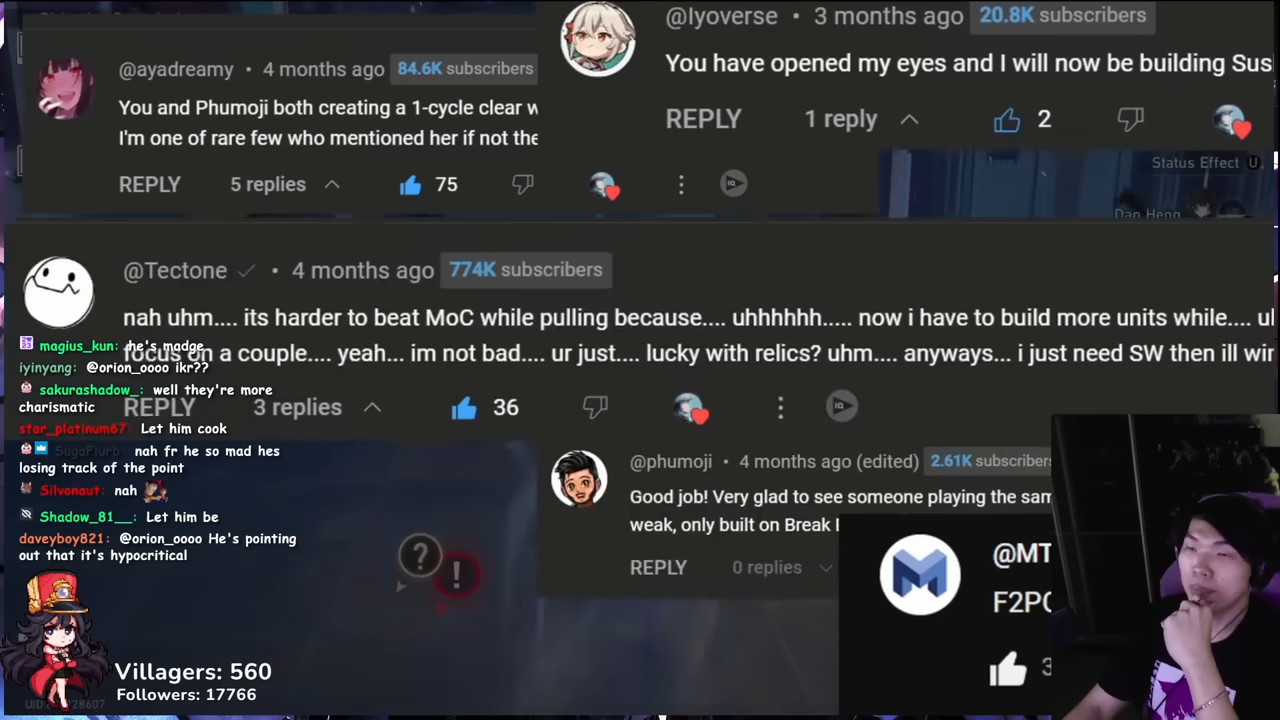 @Iyoverse • 3 months ago 20.8K subscribers
You have opened my eyes and I will now be building Sus
REPLY 1 reply 2
@ayadreamy • 4 months ago 84.6K subscribers
You and Phumoji both creating a 1-cycle clear w
I'm one of rare few who mentioned her if not the
REPLY 5 replies 75
Status Effect U
Dan Heng
@Tectone • 4 months ago 774K subscribers
nah uhm.... its harder to beat MoC while pulling because.... uhhhhhh..... now i have to build more units while.... ul
focus on a couple.... yeah... im not bad.... ur just.... lucky with relics? uhm.... anyways... i just need SW then ill wir
REPLY 3 replies 36
magius_kun: he's madge
iyinyang: @orion_oooo ikr??
sakurashadow_: well they're more
charismatic
star_platinum67: Let him cook
SugaFlurb: nah fr he so mad hes
losing track of the point
Silvonaut: nah
Shadow_81__: Let him be
daveyboy821: @orion_oooo He's pointing
out that it's hypocritical
@phumoji • 4 months ago (edited) 2.61K subscribers
Good job! Very glad to see someone playing the sam
weak, only built on Break
REPLY 0 replies
@MT
F2P
3
? !
Villagers: 560
Followers: 17766